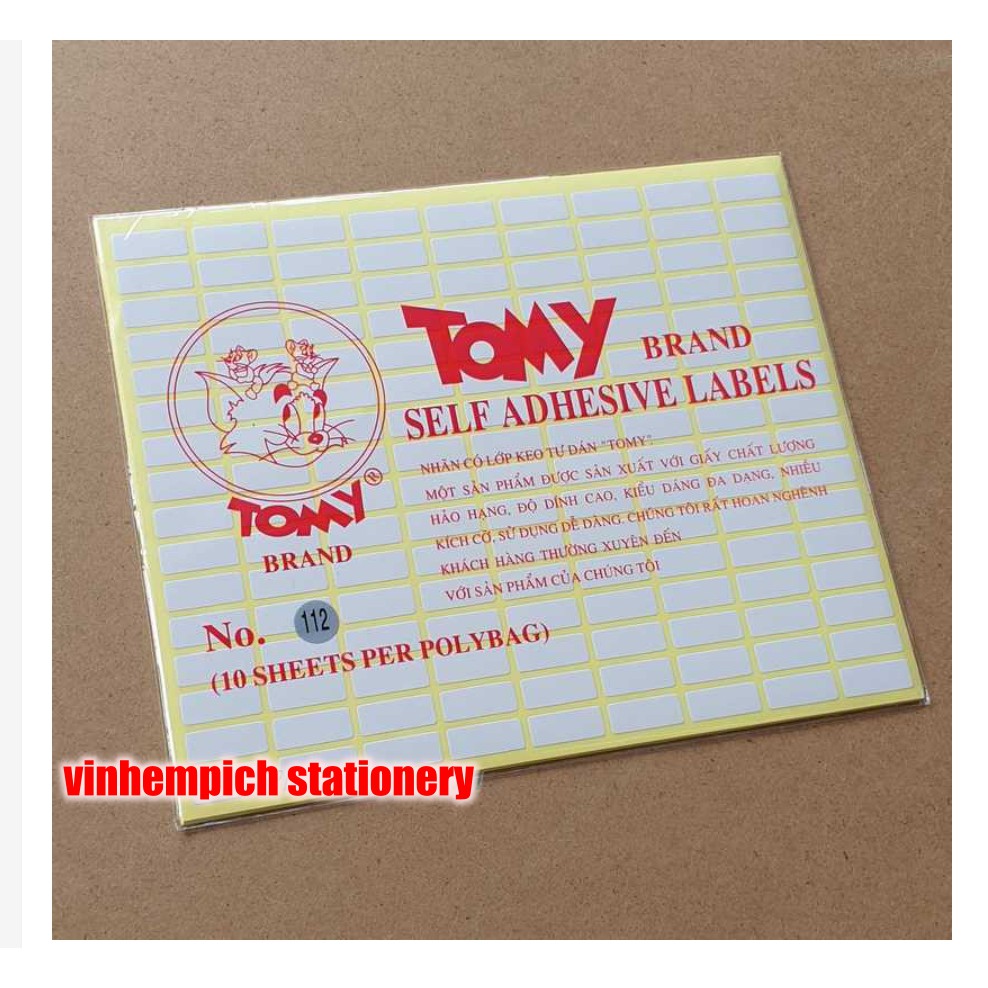 TOMY BRAND
SELF ADHESIVE LABELS
NHÃN CÓ LỚP KEO TỰ DÁN "TOMY"
MỘT SẢN PHẨM ĐƯỢC SẢN XUẤT VỚI GIẤY CHẤT LƯỢNG
HẢO HẠNG, ĐỘ DÍNH CAO, KIỂU DÁNG ĐA DẠNG, NHIỀU
KÍCH CỠ, SỬ DỤNG DỄ DÀNG. CHÚNG TÔI RẤT HOAN NGHÊNH
KHÁCH HÀNG THƯỜNG XUYÊN ĐẾN
VỚI SẢN PHẨM CỦA CHÚNG TÔI
TOMY®
BRAND
No. 112
(10 SHEETS PER POLYBAG)
vinhempich stationery